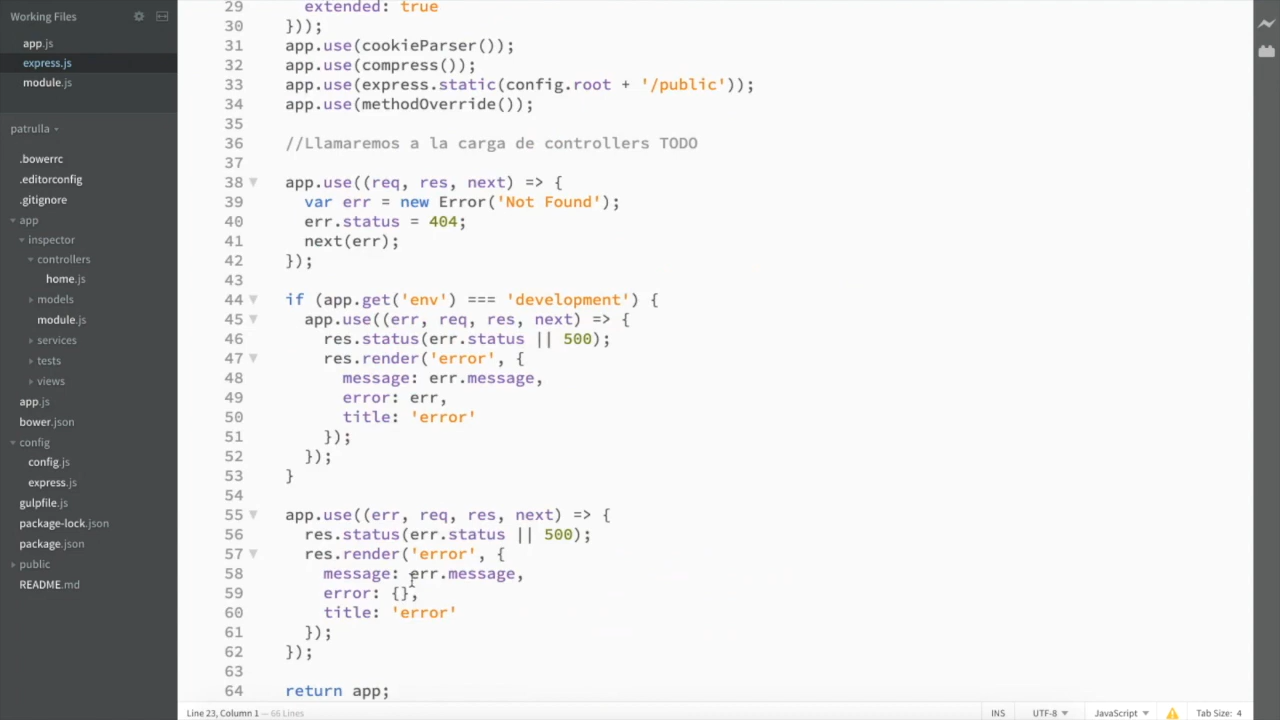 Working Files
app.js
express.js
module.js
patrulla
.bowerrc
.editorconfig
.gitignore
app
inspector
controllers
home.js
models
module.js
services
tests
views
app.js
bower.json
config
config.js
express.js
gulpfile.js
package-lock.json
package.json
public
README.md
29 extended: true
30 }));
31 app.use(cookieParser());
32 app.use(compress());
33 app.use(express.static(config.root + '/public'));
34 app.use(methodOverride());
35
36 //Llamaremos a la carga de controllers TODO
37
38 app.use((req, res, next) => {
39 var err = new Error('Not Found');
40 err.status = 404;
41 next(err);
42 });
43
44 if (app.get('env') === 'development') {
45 app.use((err, req, res, next) => {
46 res.status(err.status || 500);
47 res.render('error', {
48 message: err.message,
49 error: err,
50 title: 'error'
51 });
52 });
53 }
54
55 app.use((err, req, res, next) => {
56 res.status(err.status || 500);
57 res.render('error', {
58 message: err.message,
59 error: {},
60 title: 'error'
61 });
62 });
63
64 return app;
Line 23, Column 1 — 66 Lines
INS UTF-8 JavaScript Tab Size: 4